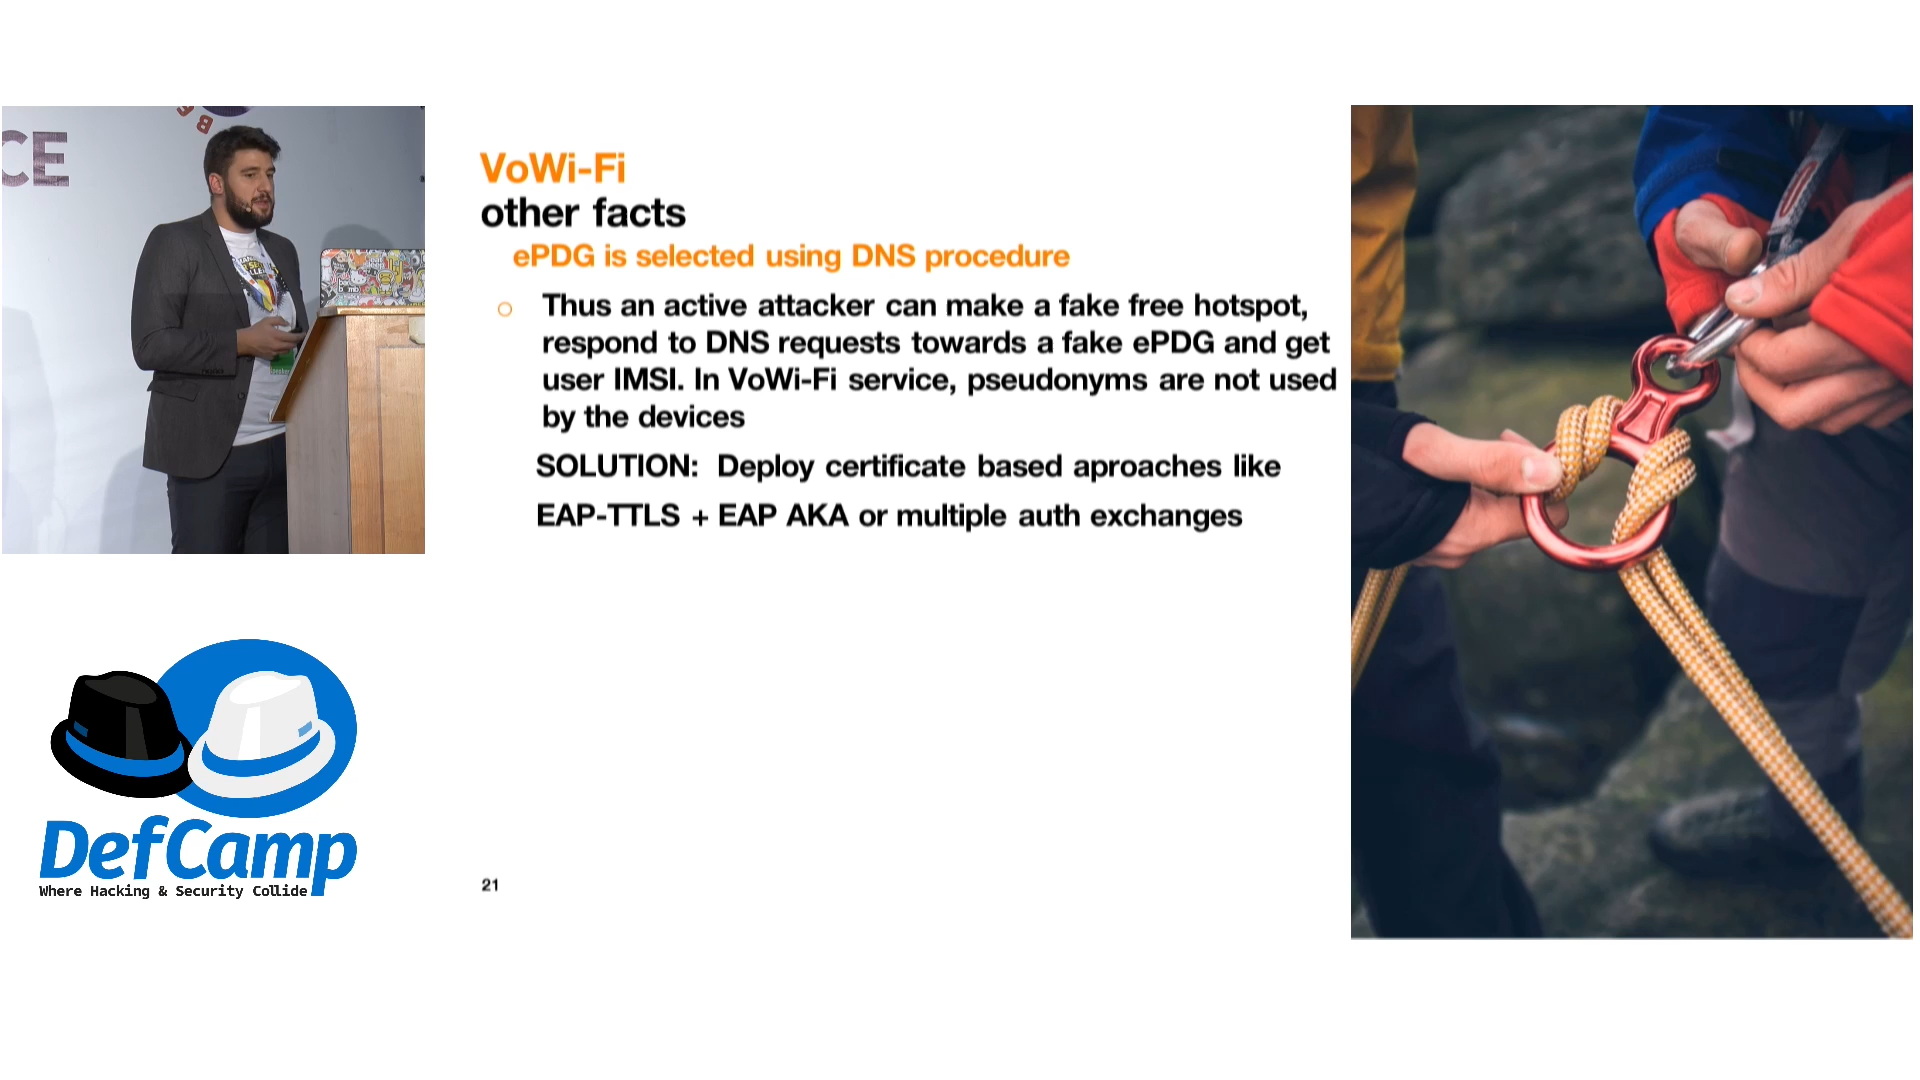 CE
VoWi-Fi
other facts
ePDG is selected using DNS procedure
Thus an active attacker can make a fake free hotspot,
respond to DNS requests towards a fake ePDG and get
user IMSI. In VoWi-Fi service, pseudonyms are not used
by the devices
SOLUTION: Deploy certificate based aproaches like
EAP-TTLS + EAP AKA or multiple auth exchanges
DefCamp
Where Hacking & Security Collide
21